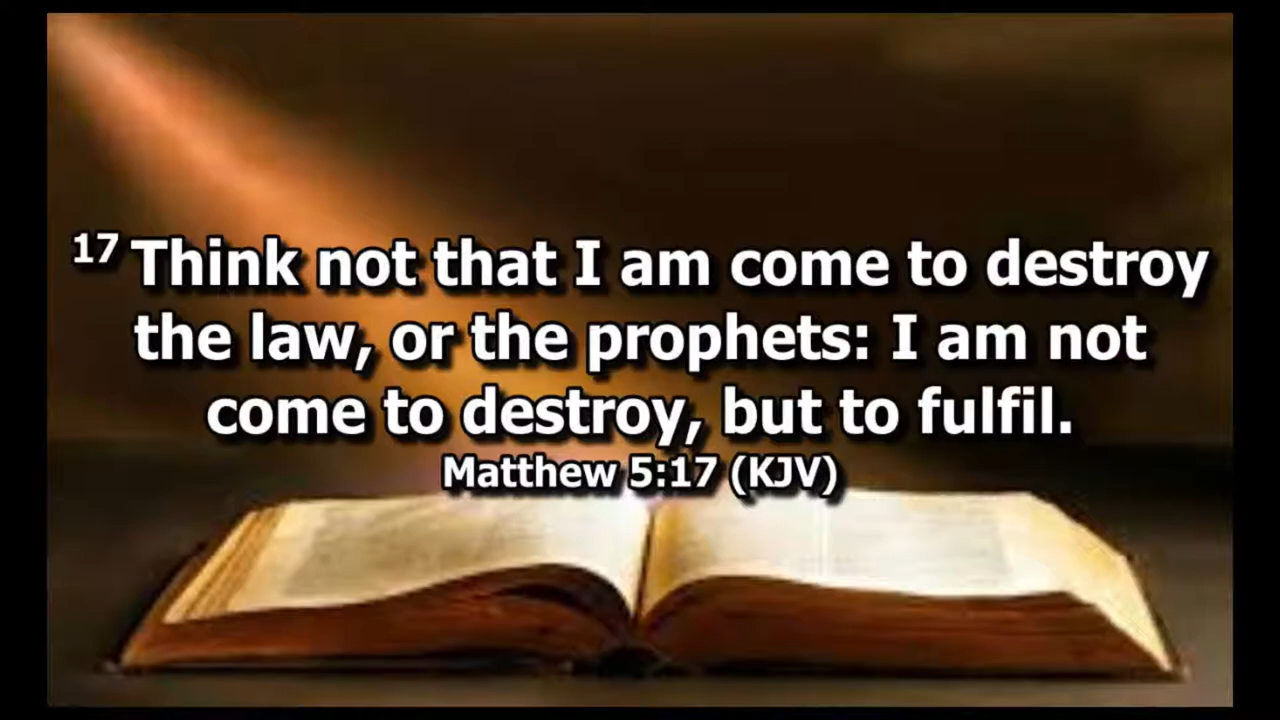 17 Think not that I am come to destroy
the law, or the prophets: I am not
come to destroy, but to fulfil.
Matthew 5:17 (KJV)